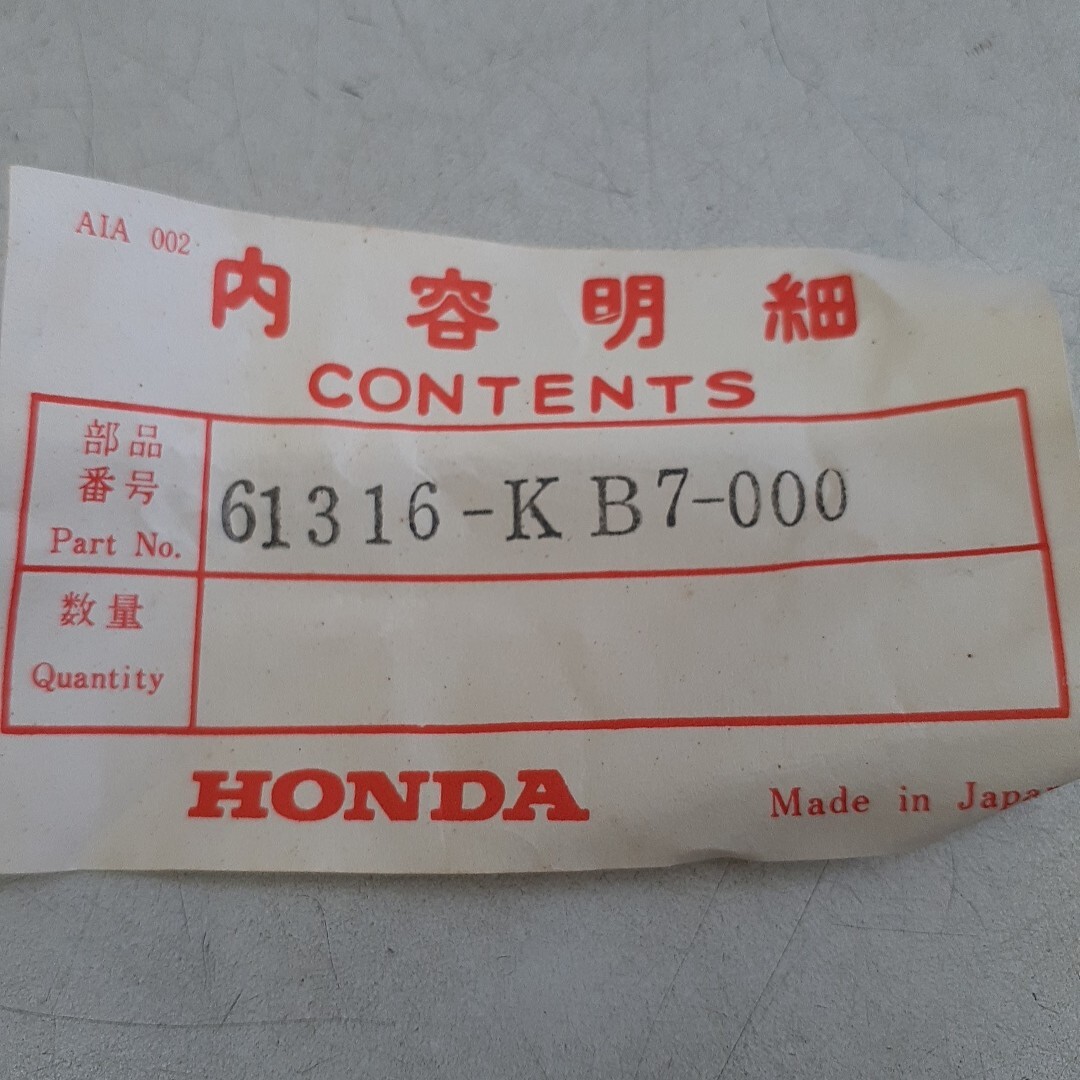 AIA 002
内容明細
CONTENTS
部品
番号
Part No.
61316-KB7-000
数量
Quantity
HONDA
Made in Japa